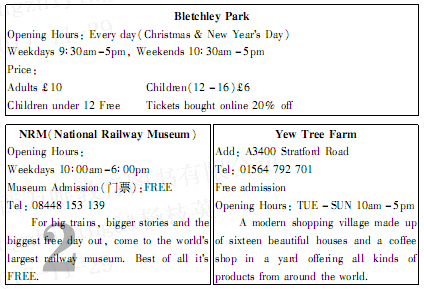 Bletchley Park
Opening Hours: Every day(Christmas & New Year's Day)
Weekdays 9:30am-5pm, Weekends 10:30am-5pm
Price:
Adults £10 Children(12-16)£6
Children under 12 Free Tickets bought online 20% off
NRM(National Railway Museum)
Opening Hours:
Weekdays 10:00am-6:00pm
Museum Admission(门票):FREE
Tel: 08448 153 139
For big trains, bigger stories and the
biggest free day out, come to the world's
largest railway museum. Best of all it's
FREE.
Yew Tree Farm
Add: A3400 Stratford Road
Tel: 01564 792 701
Free admission
Opening Hours: TUE-SUN 10am-5pm
A modern shopping village made up
of sixteen beautiful houses and a coffee
shop in a yard offering all kinds of
products from around the world.
2